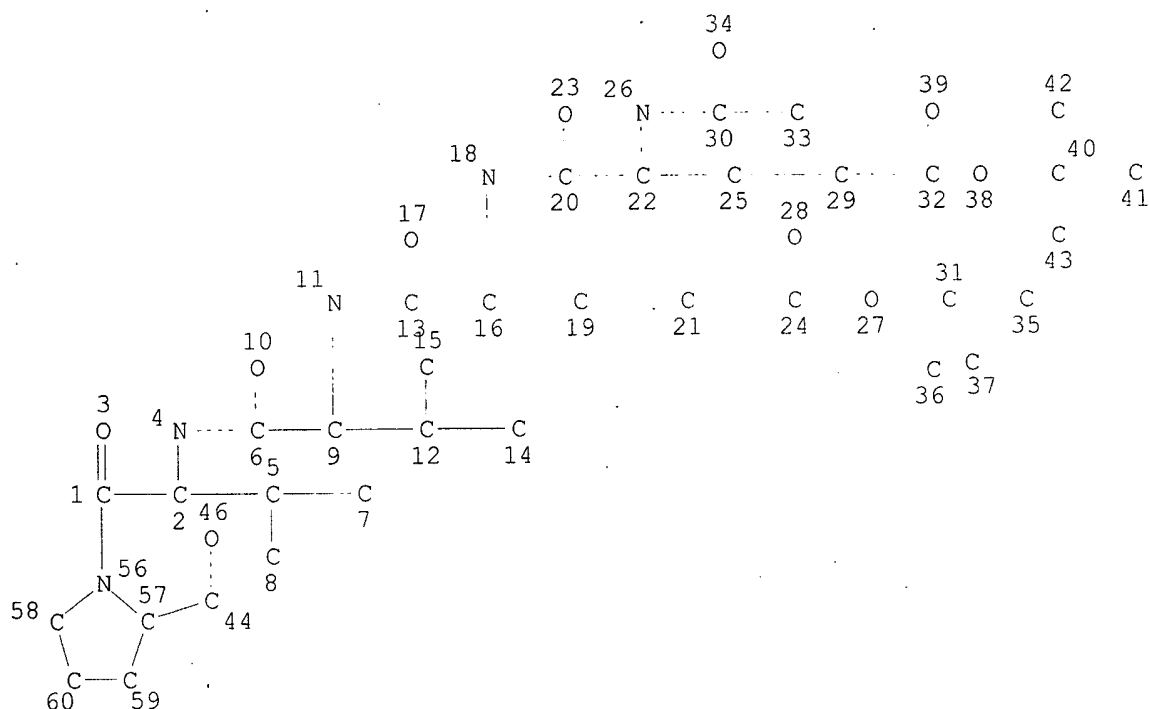 34
O
23 26 39 42
O N C C O C
30 33
18 40
N C C C C C O C C
20 22 25 29 32 38 41
17 28
O O C
43
11 31
N C C C C C O C C
13 16 19 21 24 27 35
10 15
O C C C
36 37
3 4
O N C C C C
6 9 12 14
5
1 C C C C
2 46 7
O C
8
N 56
57
58 C C C
44
C C
60 59